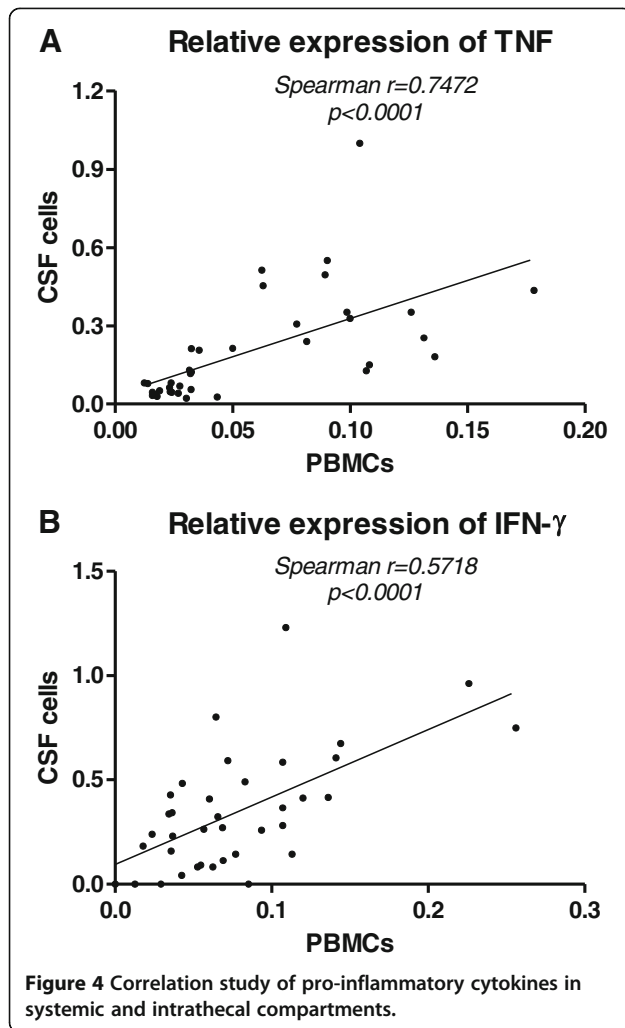 A Relative expression of TNF
Spearman r=0.7472
p<0.0001
1.2
0.9
0.6
0.3
0.0
CSF cells
0.00 0.05 0.10 0.15 0.20
PBMCs
B Relative expression of IFN-γ
Spearman r=0.5718
p<0.0001
1.5
1.0
0.5
0.0
CSF cells
0.0 0.1 0.2 0.3
PBMCs
Figure 4 Correlation study of pro-inflammatory cytokines in
systemic and intrathecal compartments.